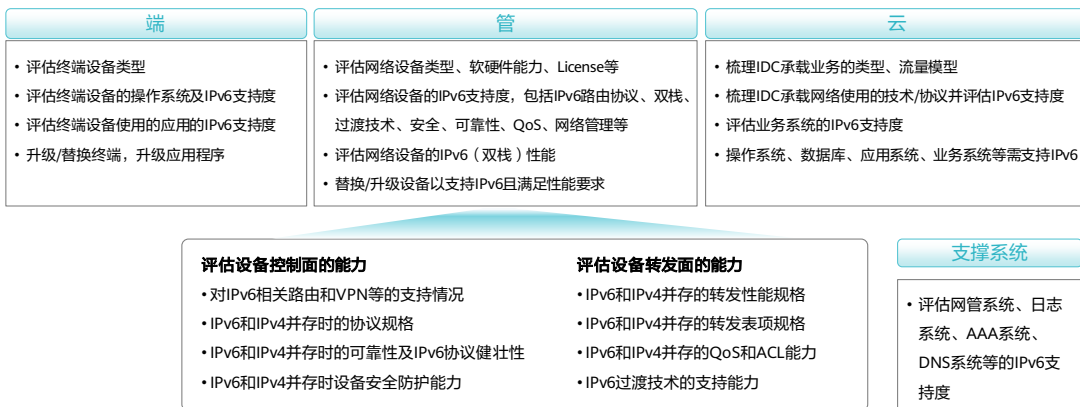 端
• 评估终端设备类型
• 评估终端设备的操作系统及IPv6支持度
• 评估终端设备使用的应用的IPv6支持度
• 升级/替换终端，升级应用程序
管
• 评估网络设备类型、软硬件能力、License等
• 评估网络设备的IPv6支持度，包括IPv6路由协议、双栈、
过渡技术、安全、可靠性、QoS、网络管理等
• 评估网络设备的IPv6（双栈）性能
• 替换/升级设备以支持IPv6且满足性能要求
云
• 梳理IDC承载业务的类型、流量模型
• 梳理IDC承载网络使用的技术/协议并评估IPv6支持度
• 评估业务系统的IPv6支持度
• 操作系统、数据库、应用系统、业务系统等需支持IPv6
评估设备控制面的能力
• 对IPv6相关路由和VPN等的支持情况
• IPv6和IPv4并存时的协议规格
• IPv6和IPv4并存时的可靠性及IPv6协议健壮性
• IPv6和IPv4并存时设备安全防护能力
评估设备转发面的能力
• IPv6和IPv4并存的转发性能规格
• IPv6和IPv4并存的转发表项规格
• IPv6和IPv4并存的QoS和ACL能力
• IPv6过渡技术的支持能力
支撑系统
• 评估网管系统、日志
系统、AAA系统、
DNS系统等的IPv6支
持度